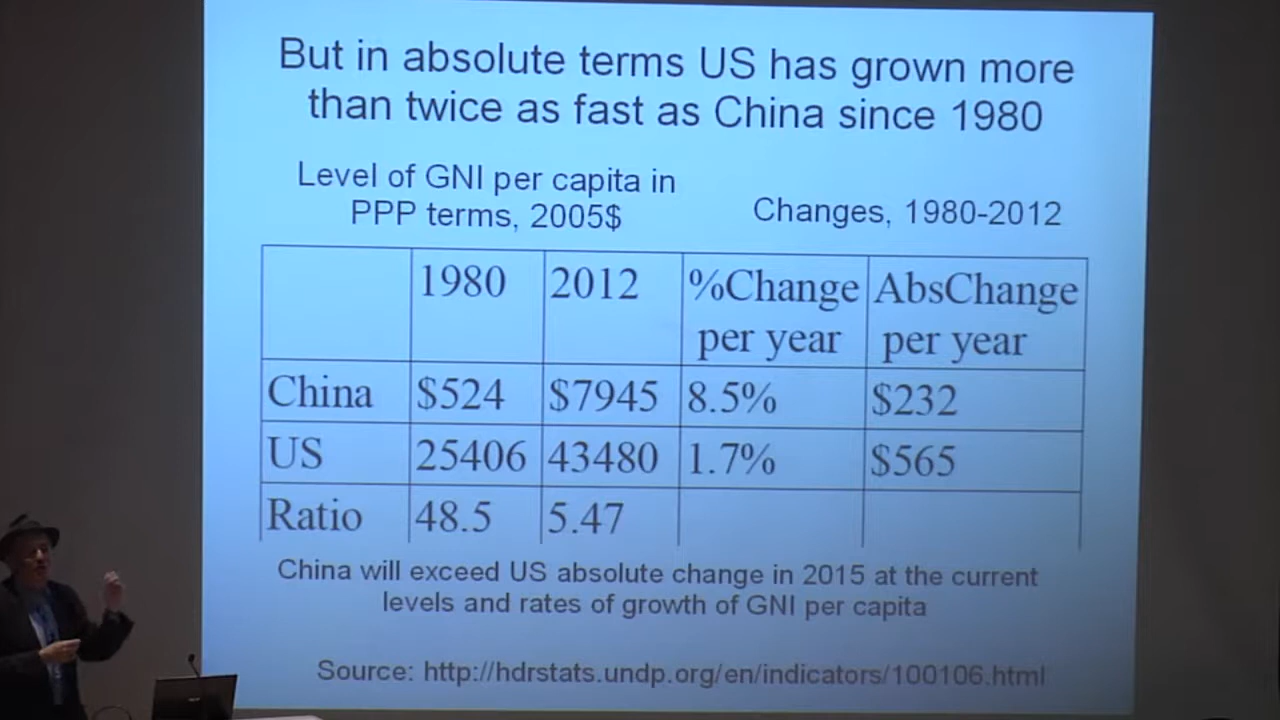 But in absolute terms US has grown more
than twice as fast as China since 1980
Level of GNI per capita in
PPP terms, 2005$
Changes, 1980-2012
1980 2012 %Change per year AbsChange per year
China $524 $7945 8.5% $232
US 25406 43480 1.7% $565
Ratio 48.5 5.47
China will exceed US absolute change in 2015 at the current
levels and rates of growth of GNI per capita
Source: http://hdrstats.undp.org/en/indicators/100106.html